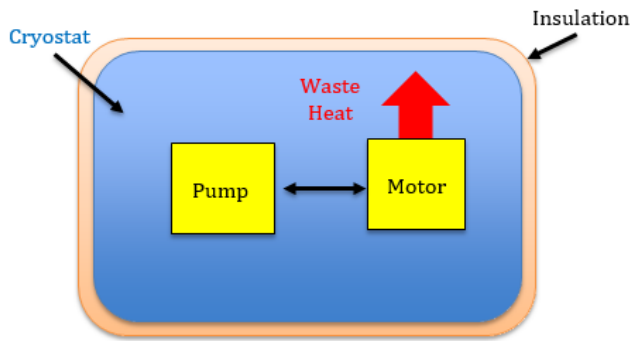 Insulation
Cryostat
Waste
Heat
Pump
Motor